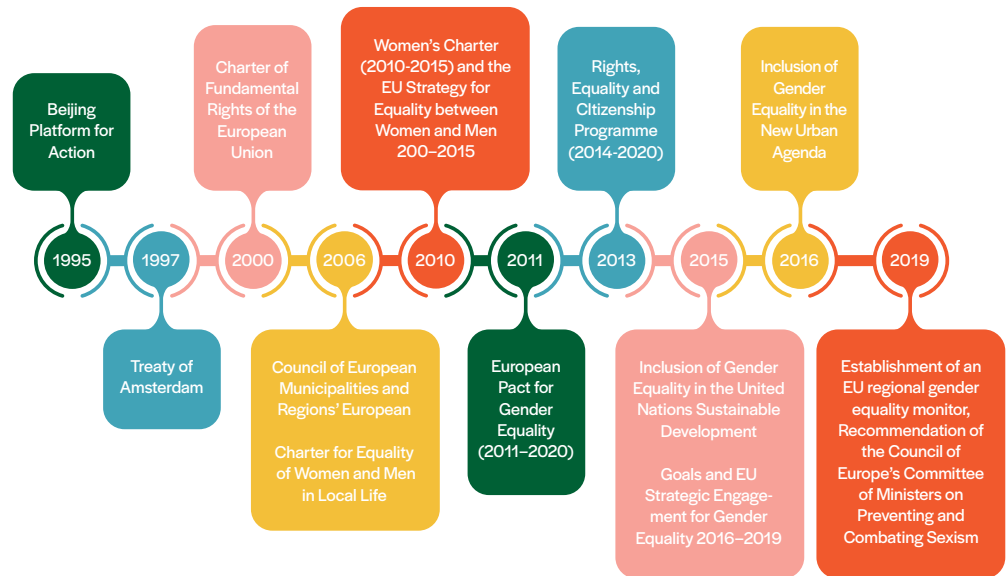 Beijing
Platform for
Action
1995
1997
Treaty of
Amsterdam
Charter of
Fundamental
Rights of the
European
Union
2000
2006
Council of European
Municipalities and
Regions’ European
Charter for Equality
of Women and Men
in Local Life
Women’s Charter
(2010-2015) and the
EU Strategy for
Equality between
Women and Men
200–2015
2010
2011
European
Pact for
Gender
Equality
(2011–2020)
Rights,
Equality and
CItizenship
Programme
(2014-2020)
2013
2015
Inclusion of Gender
Equality in the United
Nations Sustainable
Development
Goals and EU
Strategic Engage-
ment for Gender
Equality 2016–2019
Inclusion of
Gender
Equality in the
New Urban
Agenda
2016
2019
Establishment of an
EU regional gender
equality monitor,
Recommendation of
the Council of
Europe’s Committee
of Ministers on
Preventing and
Combating Sexism